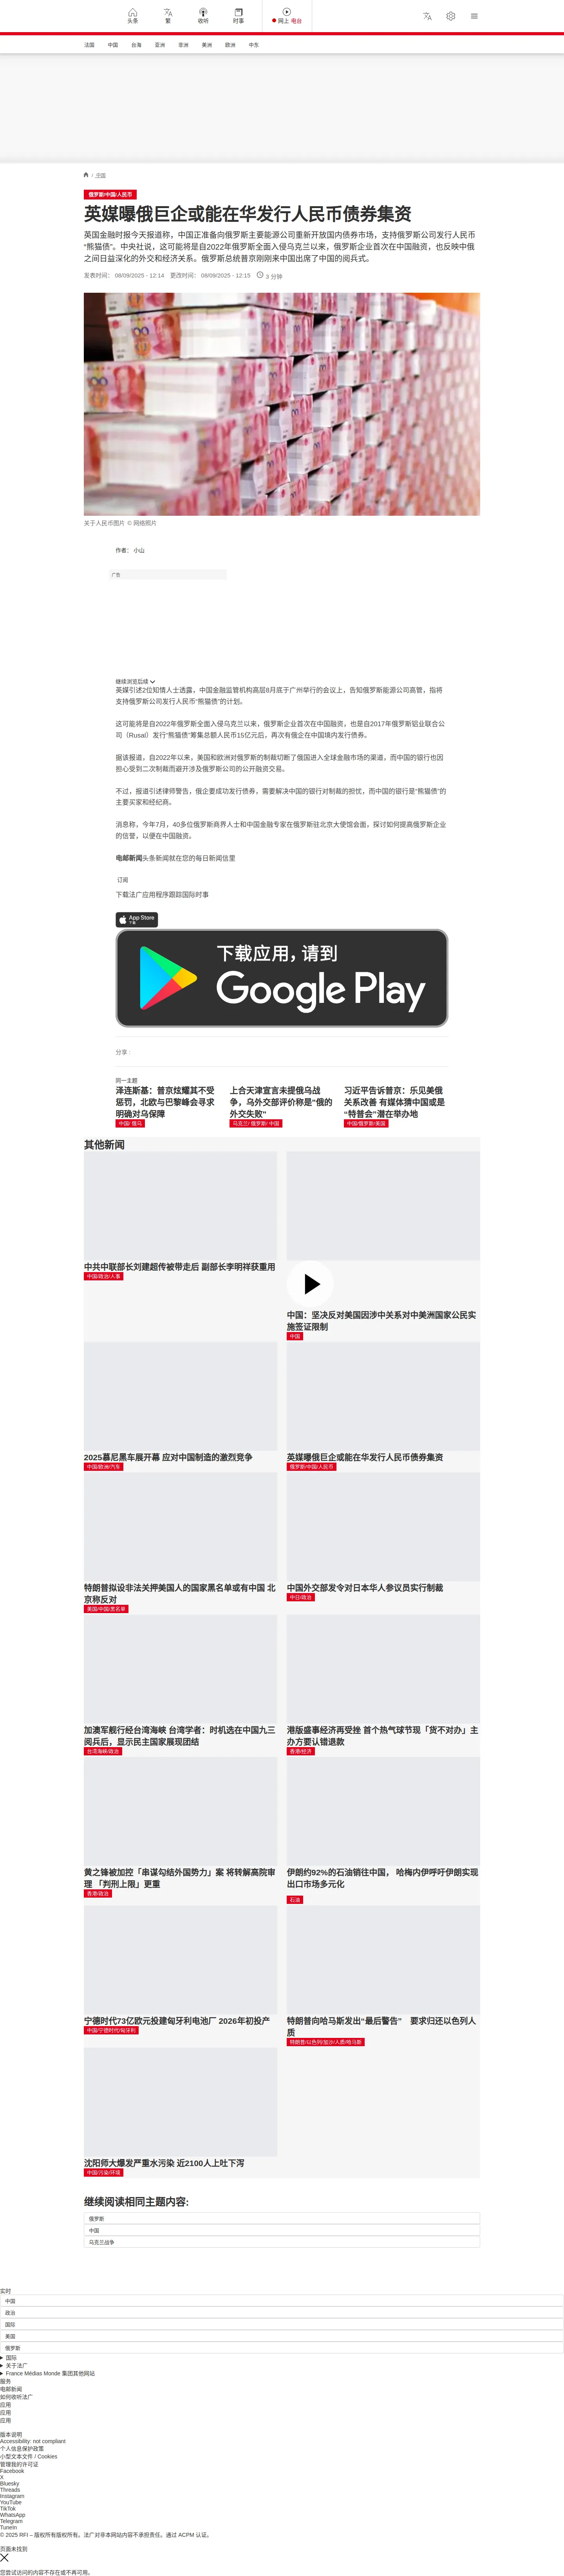 头条
繁
收听
时事
网上 电台
法国
中国
台海
亚洲
非洲
美洲
欧洲
中东
/ 中国
俄罗斯/中国/人民币
英媒曝俄巨企或能在华发行人民币债券集资
英国金融时报今天报道称，中国正准备向俄罗斯主要能源公司重新开放国内债券市场，支持俄罗斯公司发行人民币
“熊猫债”。中央社说，这可能将是自2022年俄罗斯全面入侵乌克兰以来，俄罗斯企业首次在中国融资，也反映中俄
之间日益深化的外交和经济关系。俄罗斯总统普京刚刚来中国出席了中国的阅兵式。
发表时间： 08/09/2025 - 12:14 更改时间： 08/09/2025 - 12:15 3 分钟
关于人民币图片 © 网络照片
作者： 小山
广告
继续浏览后续
英媒引述2位知情人士透露，中国金融监管机构高层8月底于广州举行的会议上，告知俄罗斯能源公司高管，指将
支持俄罗斯公司发行人民币“熊猫债”的计划。
这可能将是自2022年俄罗斯全面入侵乌克兰以来，俄罗斯企业首次在中国融资，也是自2017年俄罗斯铝业联合公
司（Rusal）发行“熊猫债”筹集总额人民币15亿元后，再次有俄企在中国境内发行债券。
据该报道，自2022年以来，美国和欧洲对俄罗斯的制裁切断了俄国进入全球金融市场的渠道，而中国的银行也因
担心受到二次制裁而避开涉及俄罗斯公司的公开融资交易。
不过，报道引述律师警告，俄企要成功发行债券，需要解决中国的银行对制裁的担忧，而中国的银行是“熊猫债”的
主要买家和经纪商。
消息称，今年7月，40多位俄罗斯商界人士和中国金融专家在俄罗斯驻北京大使馆会面，探讨如何提高俄罗斯企业
的信誉，以便在中国融资。
电邮新闻头条新闻就在您的每日新闻信里
订阅
下载法广应用程序跟踪国际时事
App Store
下载
下载应用，请到
Google Play
分享 :
同一主题
泽连斯基：普京炫耀其不受
惩罚，北欧与巴黎峰会寻求
明确对乌保障
中国/ 俄乌
上合天津宣言未提俄乌战
争，乌外交部评价称是“俄的
外交失败”
乌克兰/ 俄罗斯/ 中国
习近平告诉普京：乐见美俄
关系改善 有媒体猜中国或是
“特普会”潜在举办地
中国/俄罗斯/美国
其他新闻
中共中联部长刘建超传被带走后 副部长李明祥获重用
中国/政治/人事
中国：坚决反对美国因涉中关系对中美洲国家公民实
施签证限制
中国
2025慕尼黑车展开幕 应对中国制造的激烈竞争
中国/欧洲/汽车
英媒曝俄巨企或能在华发行人民币债券集资
俄罗斯/中国/人民币
特朗普拟设非法关押美国人的国家黑名单或有中国 北
京称反对
美国/中国/黑名单
中国外交部发令对日本华人参议员实行制裁
中日/政治
加澳军舰行经台湾海峡 台湾学者：时机选在中国九三
阅兵后，显示民主国家展现团结
台湾海峡/政治
港版盛事经济再受挫 首个热气球节现「货不对办」主
办方要认错退款
香港/经济
黄之锋被加控「串谋勾结外国势力」案 将转解高院审
理 「判刑上限」更重
香港/政治
伊朗约92%的石油销往中国， 哈梅内伊呼吁伊朗实现
出口市场多元化
石油
宁德时代73亿欧元投建匈牙利电池厂 2026年初投产
中国/宁德时代/匈牙利
特朗普向哈马斯发出“最后警告” 要求归还以色列人
质
特朗普/以色列/加沙/人质/哈马斯
沈阳师大爆发严重水污染 近2100人上吐下泻
中国/污染/环境
继续阅读相同主题内容:
俄罗斯
中国
马克兰战争
实时
中国
政治
国际
美国
俄罗斯
国际
关于法广
France Médias Monde 集团其他网站
服务
电邮新闻
如何收听法广
应用
应用
应用
版本说明
Accessibility: not compliant
个人信息保护政策
小型文本文件 / Cookies
管理我的许可证
Facebook
X
Bluesky
Threads
Instagram
YouTube
TikTok
WhatsApp
Telegram
TuneIn
© 2025 RFI – 版权所有版权所有。法广对非本网站内容不承担责任。通过 ACPM 认证。
页面未找到
您尝试访问的内容不存在或不再可用。